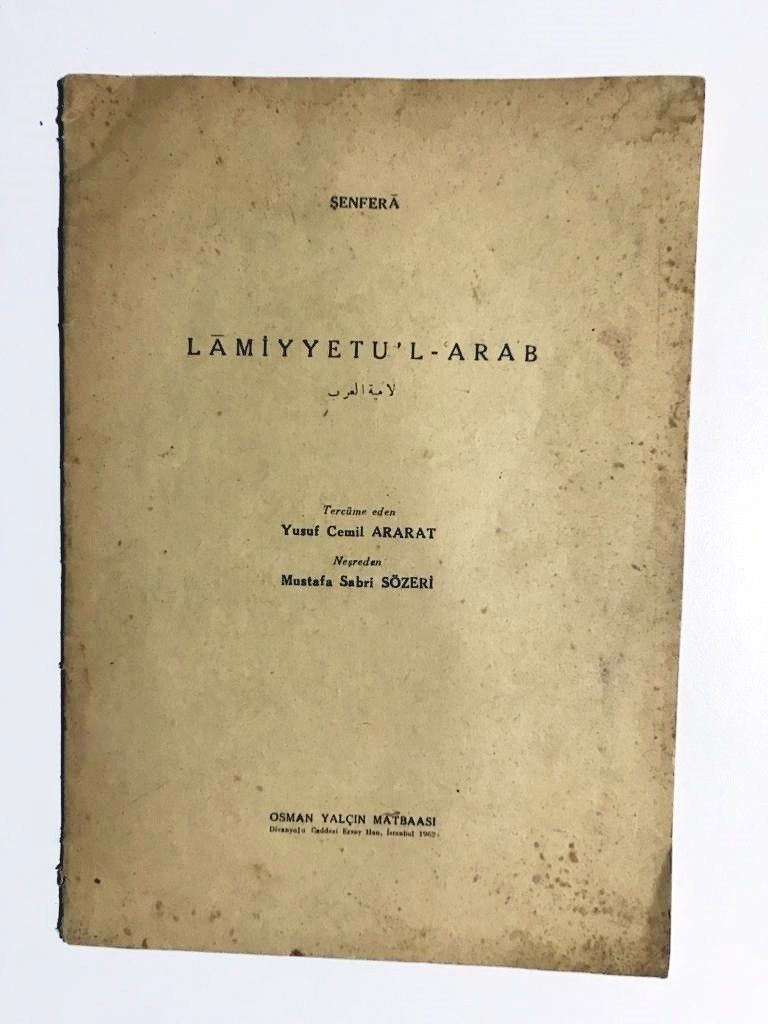 ŞENFERĀ
LĀMİYYETU'L-ʿARAB
لامية العرب
Tercüme eden
Yusuf Cemil ARARAT
Neşreden
Mustafa Sabri SÖZERİ
OSMAN YALÇIN MATBAASI
Divanyolu Caddesi Ersoy Han, İstanbul 1962